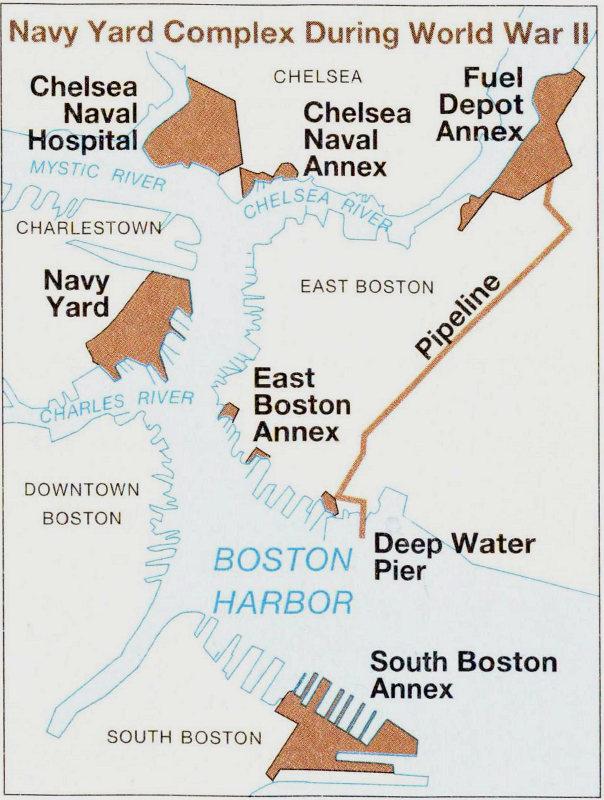 Navy Yard Complex During World War II
CHELSEA
Chelsea
Naval
Hospital
Chelsea
Naval
Annex
Fuel
Depot
Annex
MYSTIC RIVER
CHELSEA RIVER
CHARLESTOWN
EAST BOSTON
Navy
Yard
Pipeline
East
Boston
Annex
CHARLES RIVER
DOWNTOWN
BOSTON
Deep Water
Pier
BOSTON
HARBOR
South Boston
Annex
SOUTH BOSTON